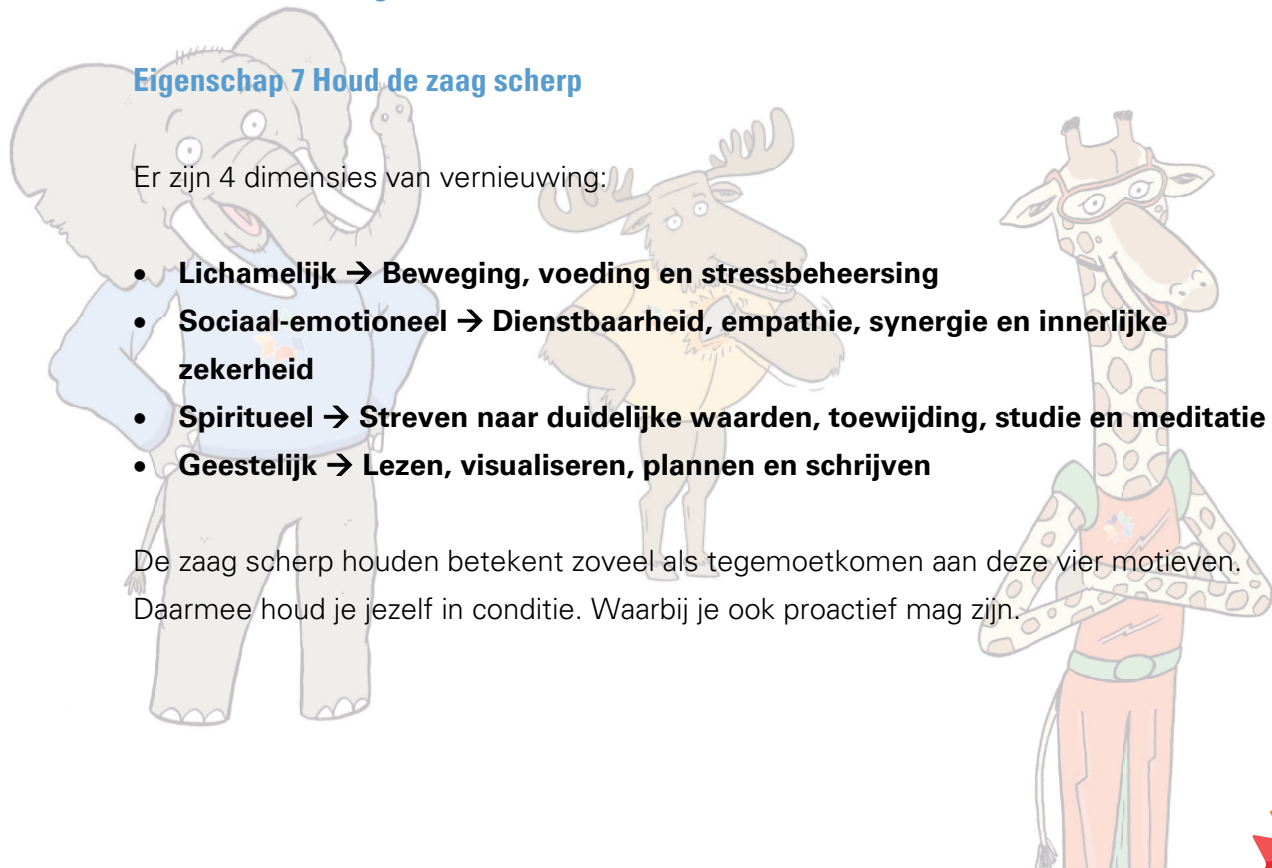 Eigenschap 7 Houd de zaag scherp
Er zijn 4 dimensies van vernieuwing:
• Lichamelijk → Beweging, voeding en stressbeheersing
• Sociaal-emotioneel → Dienstbaarheid, empathie, synergie en innerlijke
zekerheid
• Spiritueel → Streven naar duidelijke waarden, toewijding, studie en meditatie
• Geestelijk → Lezen, visualiseren, plannen en schrijven
De zaag scherp houden betekent zoveel als tegemoetkomen aan deze vier motieven.
Daarmee houd je jezelf in conditie. Waarbij je ook proactief mag zijn.